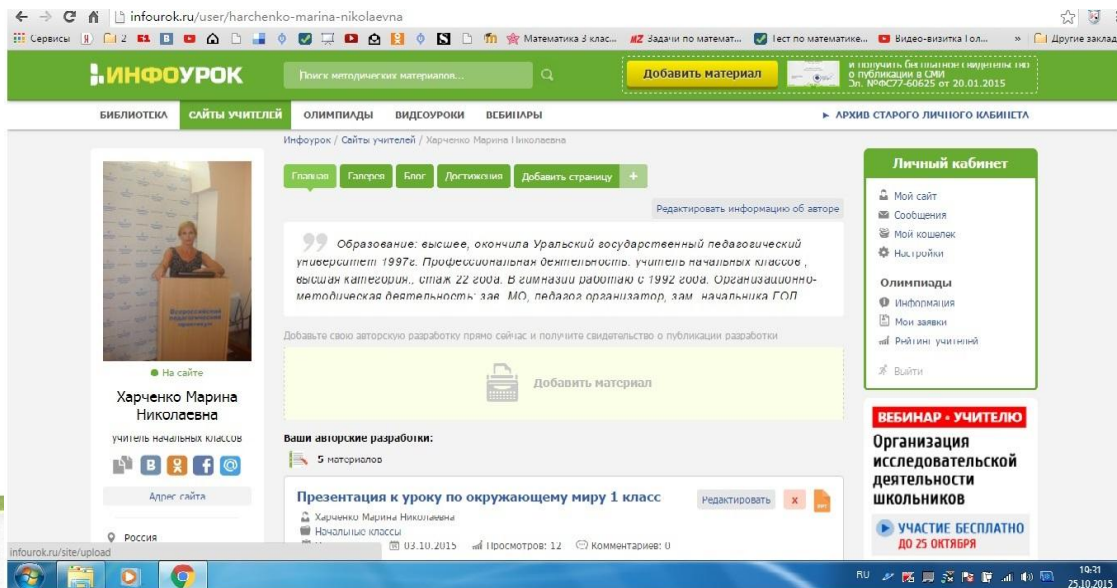 infourok.ru/user/harchenko-marina-nikolaevna
Сервисы 2 Математика 3 клас... Задачи по математ... Тест по математике... Видео-визитка Гол... » Другие заклад
ИНФОУРОК
Поиск методических материалов...
Добавить материал
и получить бесплатное свидетельство
о публикации в СМИ
Эл. №ФС77-60625 от 20.01.2015
БИБЛИОТЕКА САЙТЫ УЧИТЕЛЕЙ ОЛИМПИАДЫ ВИДЕОУРОКИ ВЕБИНАРЫ
АРХИВ СТАРОГО ЛИЧНОГО КАБИНЕТА
Инфоурок / Сайты учителей / Харченко Марина Николаевна
Главная Галерея Блог Достижения Добавить страницу +
Редактировать информацию об авторе
Образование: высшее, окончила Уральский государственный педагогический
университет 1997г. Профессиональная деятельность: учитель начальных классов ,
высшая категория., стаж 22 года. В гимназии работаю с 1992 года. Организационно-
методическая деятельность: зав. МО, педагог организатор, зам. начальника ГОЛ
Добавьте свою авторскую разработку прямо сейчас и получите свидетельство о публикации разработки
Добавить материал
Ваши авторские разработки:
5 материалов
Презентация к уроку по окружающему миру 1 класс
Редактировать x
Харченко Марина Николаевна
Начальные классы
03.10.2015 Просмотров: 12 Комментариев: 0
Всероссийский
педагогический
На сайте
Харченко Марина
Николаевна
учитель начальных классов
Адрес сайта
Россия
infourok.ru/site/upload
Личный кабинет
Мой сайт
Сообщения
Мой кошелек
Настройки
Олимпиады
Информация
Мои заявки
Рейтинг учителей
Выйти
ВЕБИНАР • УЧИТЕЛЮ
Организация
исследовательской
деятельности
школьников
УЧАСТИЕ БЕСПЛАТНО
ДО 25 ОКТЯБРЯ
RU
19:31
25.10.2015